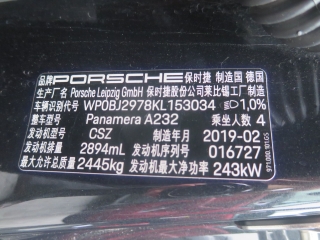 品牌 PORSCHE 保时捷 制造国 德国
生产厂名 Porsche Leipzig GmbH 保时捷股份公司莱比锡工厂制造
车辆识别代号 WP0BJ2978KL153034 1,0%
整车型号 Panamera A232 乘坐人数 4
发动机型号 CSZ 制造年月 2019-02
发动机排量 2894mL 发动机序列号 016727
最大允许总质量 2445kg 发动机最大净功率 243kW